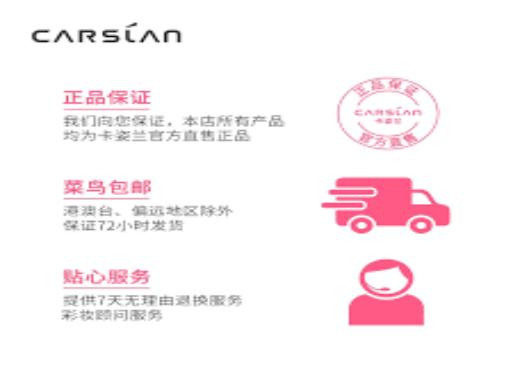 CARSLAN
正品保证
我们向您保证，本店所有产品
均为卡姿兰官方直售正品
正品保证
CARSLAN
卡姿兰
官方直售
菜鸟包邮
港澳台、偏远地区除外
保证72小时发货
贴心服务
提供7天无理由退换服务
彩妆顾问服务